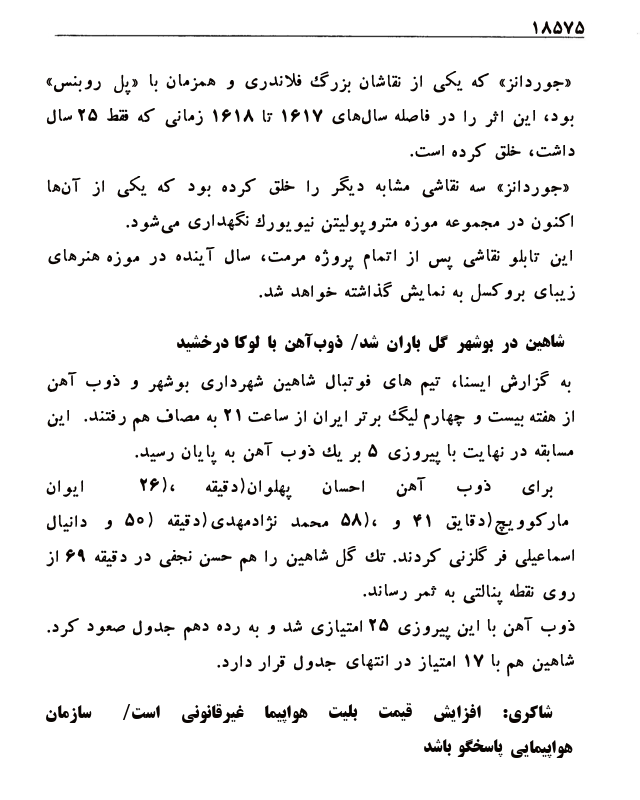 ۱۸۵۷۵
«جوردانز» که یکی از نقاشان بزرگ فلاندری و همزمان با «پل روبنس»
بود، این اثر را در فاصله سال‌های ۱۶۱۷ تا ۱۶۱۸ زمانی که فقط ۲۵ سال
داشت، خلق کرده است.
«جوردانز» سه نقاشی مشابه دیگر را خلق کرده بود که یکی از آن‌ها
اکنون در مجموعه موزه متروپولیتن نیویورک نگهداری می‌شود.
این تابلو نقاشی پس از اتمام پروژه مرمت، سال آینده در موزه هنرهای
زیبای بروکسل به نمایش گذاشته خواهد شد.
شاهین در بوشهر گل باران شد/ ذوب‌آهن با لوکا درخشید
به گزارش ایسنا، تیم های فوتبال شاهین شهرداری بوشهر و ذوب آهن
از هفته بیست و چهارم لیگ برتر ایران از ساعت ۲۱ به مصاف هم رفتند. این
مسابقه در نهایت با پیروزی ۵ بر یک ذوب آهن به پایان رسید.
برای ذوب آهن احسان پهلوان(دقیقه ،(۲۶ ایوان
مارکوویچ(دقایق ۴۱ و ،(۵۸ محمد نژادمهدی(دقیقه (۵۰ و دانیال
اسماعیلی فر گلزنی کردند. تک گل شاهین را هم حسن نجفی در دقیقه ۶۹ از
روی نقطه پنالتی به ثمر رساند.
ذوب آهن با این پیروزی ۲۵ امتیازی شد و به رده دهم جدول صعود کرد.
شاهین هم با ۱۷ امتیاز در انتهای جدول قرار دارد.
شاکری: افزایش قیمت بلیت هواپیما غیرقانونی است/ سازمان
هواپیمایی پاسخگو باشد